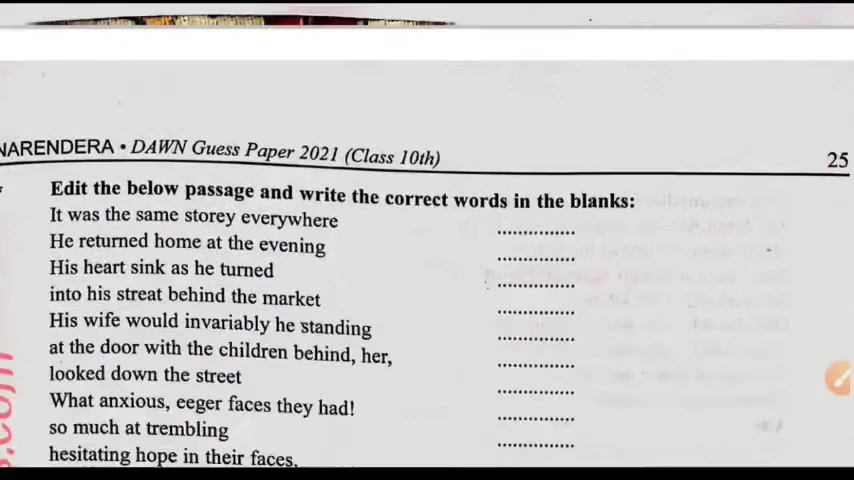 NARENDERA • DAWN Guess Paper 2021 (Class 10th)
25
Edit the below passage and write the correct words in the blanks:
It was the same storey everywhere ...............
He returned home at the evening ...............
His heart sink as he turned ...............
into his streat behind the market ...............
His wife would invariably he standing ...............
at the door with the children behind, her, ...............
looked down the street ...............
What anxious, eeger faces they had! ...............
so much at trembling ...............
hesitating hope in their faces,